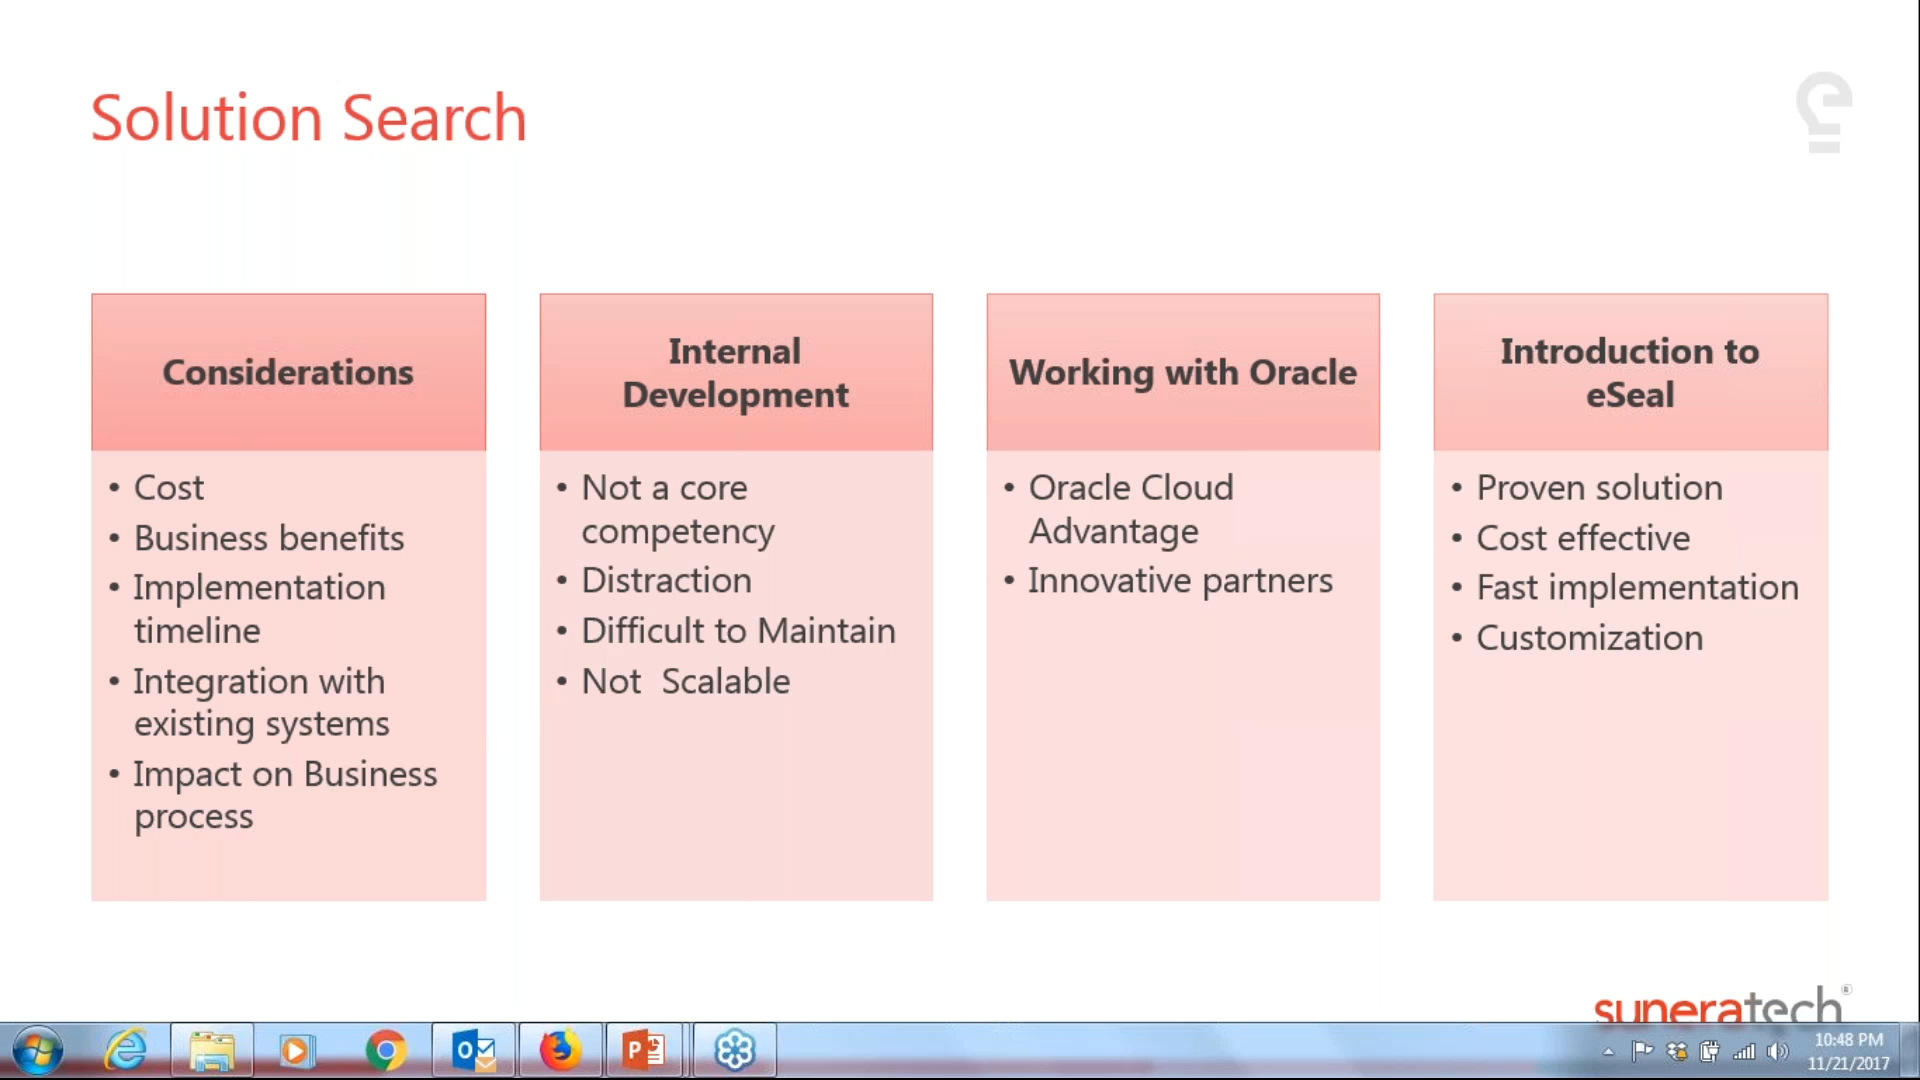 Solution Search
Considerations
• Cost
• Business benefits
• Implementation
timeline
• Integration with
existing systems
• Impact on Business
process
Internal
Development
• Not a core
competency
• Distraction
• Difficult to Maintain
• Not  Scalable
Working with Oracle
• Oracle Cloud
Advantage
• Innovative partners
Introduction to
eSeal
• Proven solution
• Cost effective
• Fast implementation
• Customization
suneratech®
10:48 PM
11/21/2017